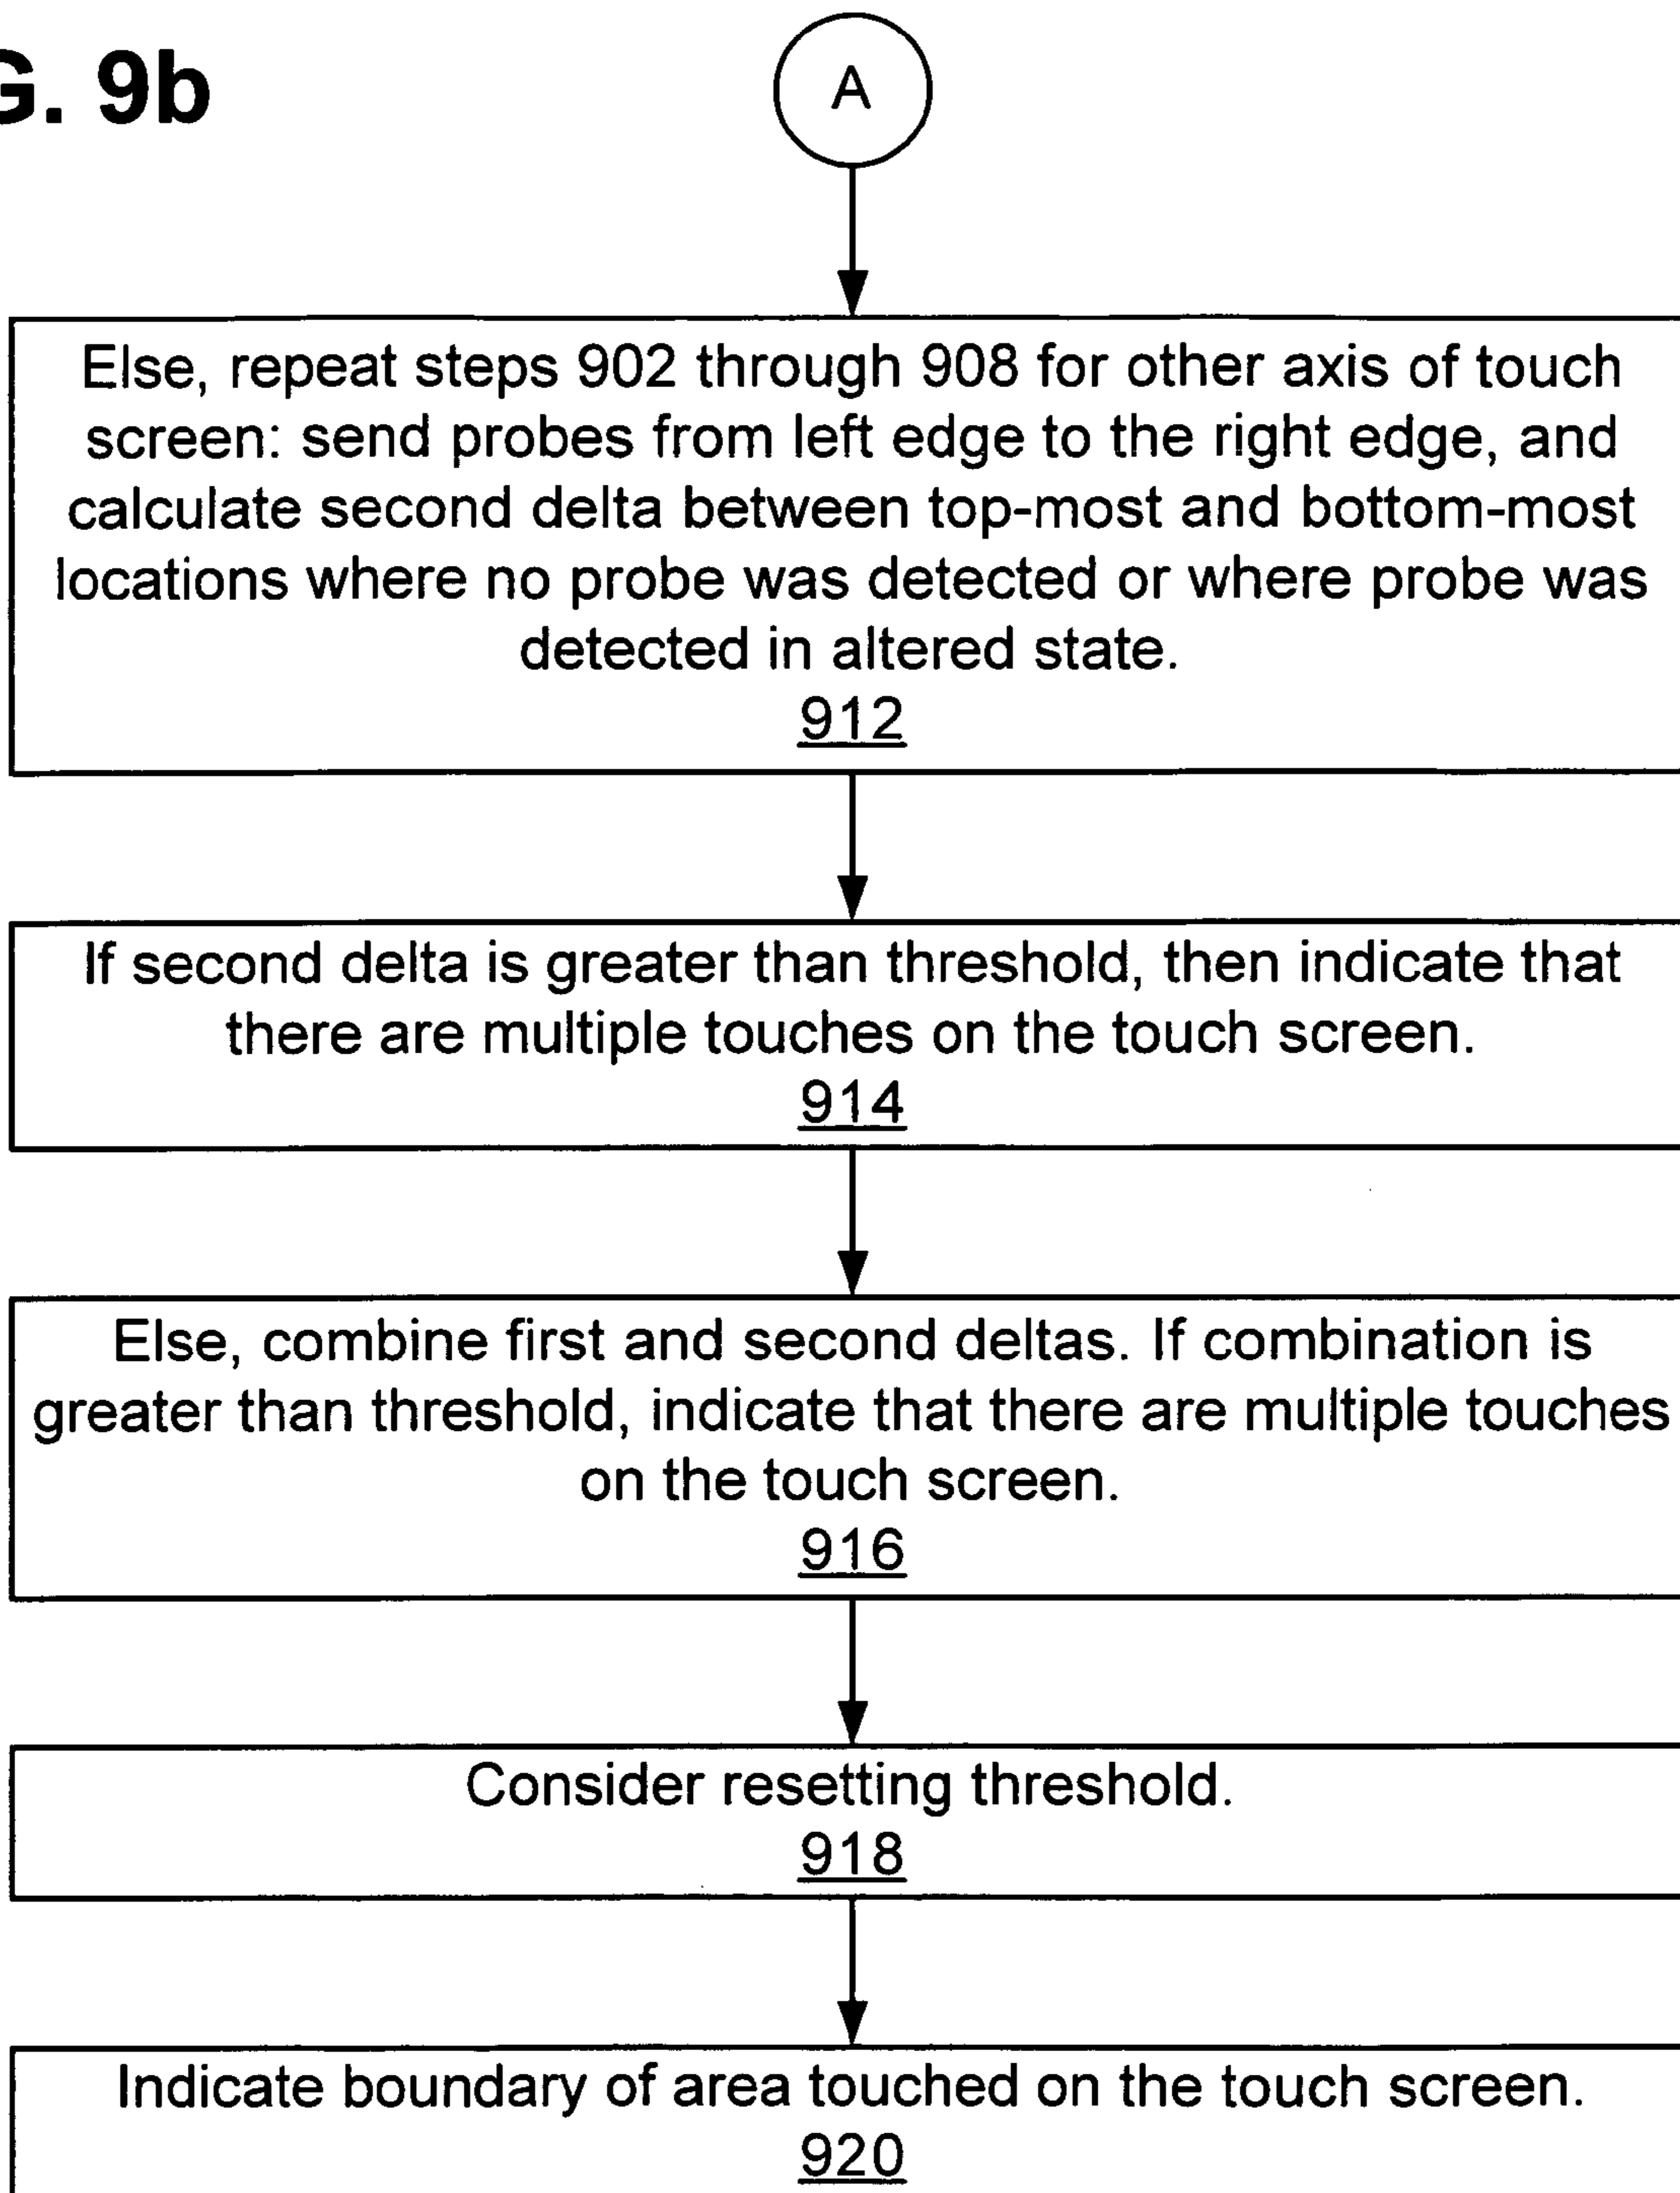 G. 9b
A
Else, repeat steps 902 through 908 for other axis of touch
screen: send probes from left edge to the right edge, and
calculate second delta between top-most and bottom-most
locations where no probe was detected or where probe was
detected in altered state.
912
If second delta is greater than threshold, then indicate that
there are multiple touches on the touch screen.
914
Else, combine first and second deltas. If combination is
greater than threshold, indicate that there are multiple touches
on the touch screen.
916
Consider resetting threshold.
918
Indicate boundary of area touched on the touch screen.
920